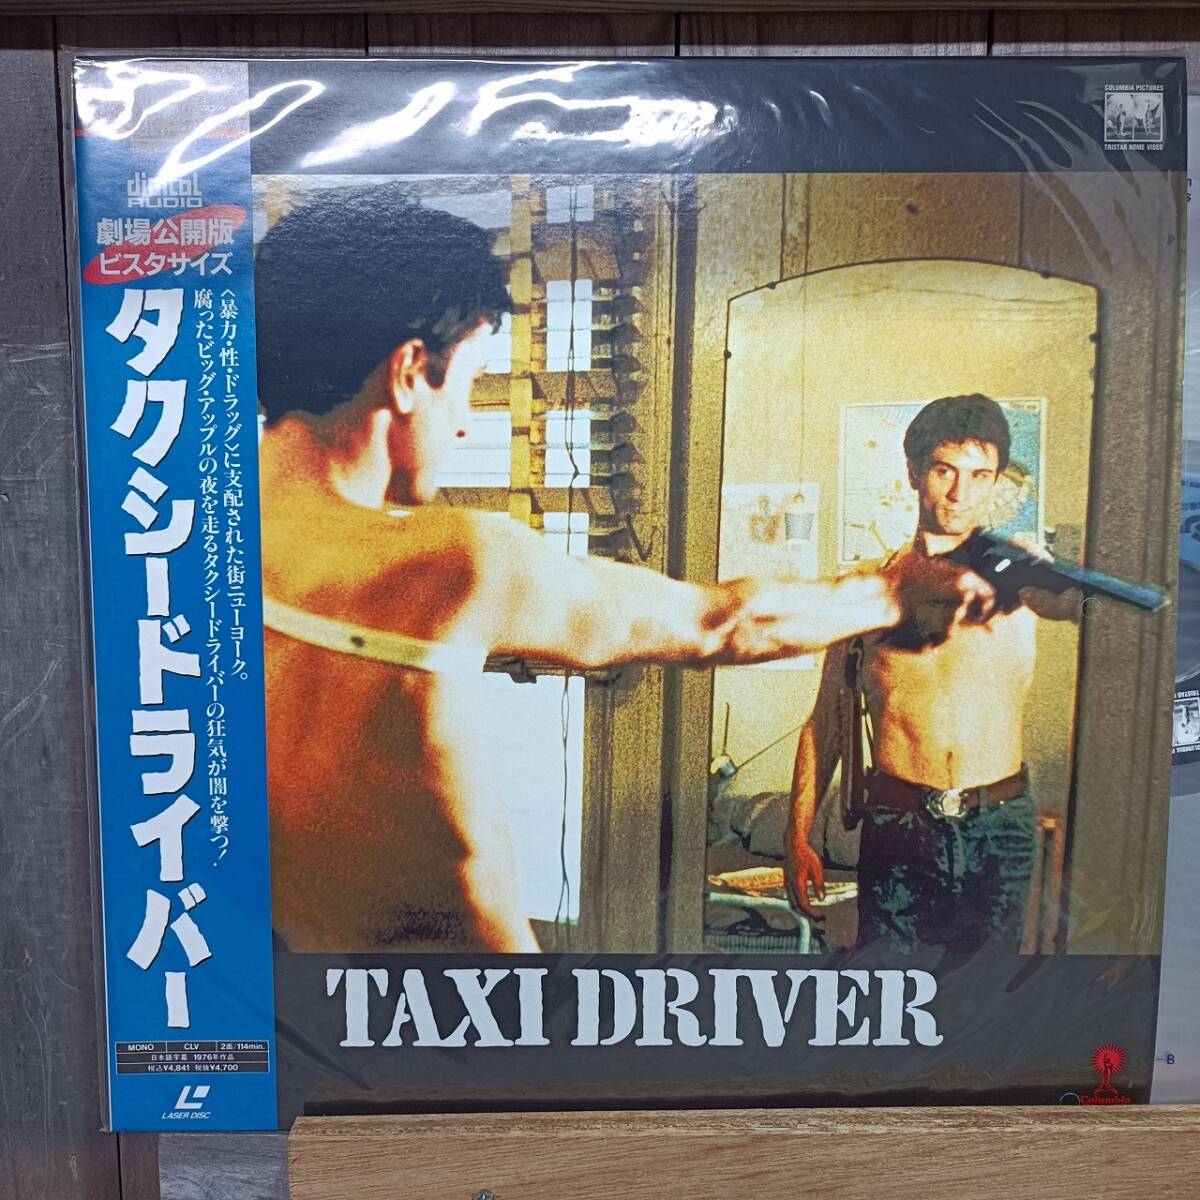 digital
AUDIO
劇場公開版
ビスタサイズ
〈暴力・性・ドラッグ〉に支配された街ニューヨーク。
腐ったビッグ・アップルの夜を走るタクシードライバーの狂気が闇を撃つ!
タクシードライバー
MONO CLV 2面/114min.
日本語字幕 1976年作品
税込¥4,841 税抜¥4,700
LASER DISC
COLUMBIA PICTURES
TRISTAR HOME VIDEO
TAXI DRIVER
Columbia
B